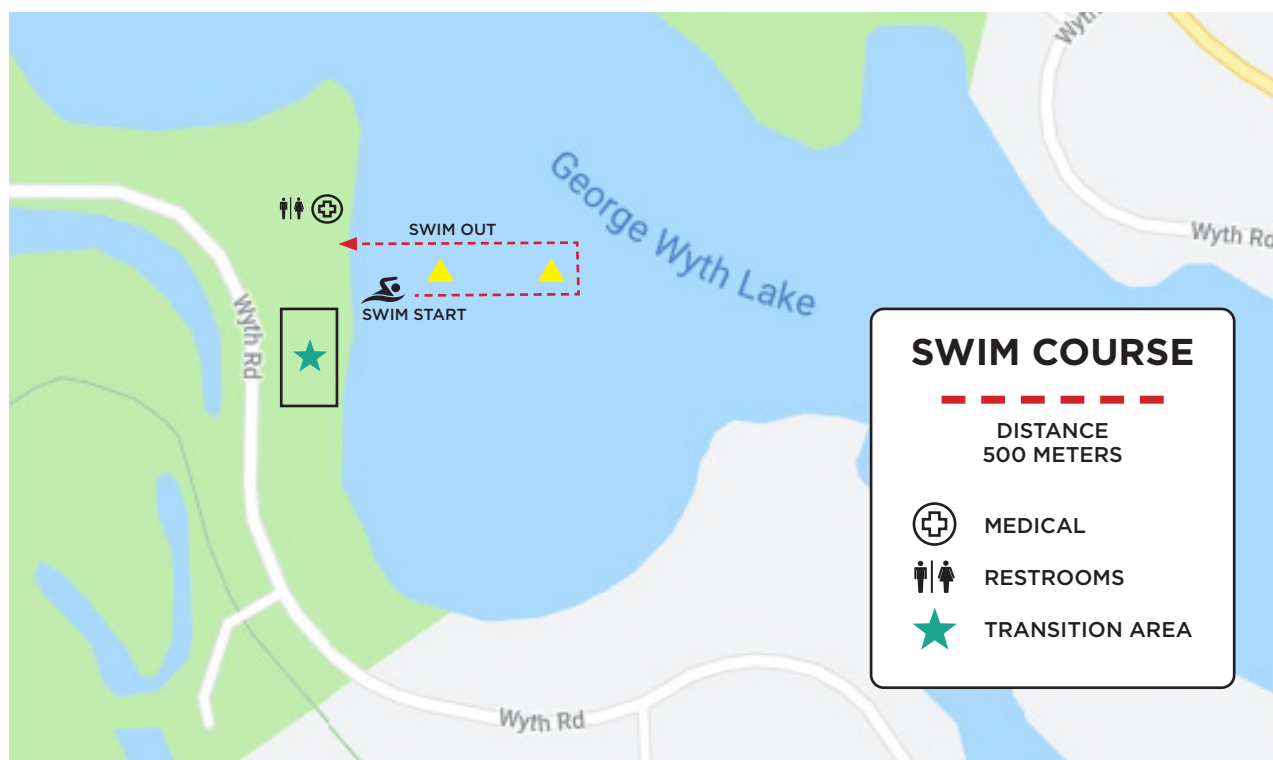 Wyth
Wyth Rd
SWIM OUT
George Wyth Lake
SWIM START
Wyth Rd
SWIM COURSE
DISTANCE
500 METERS
MEDICAL
RESTROOMS
TRANSITION AREA
Wyth Rd